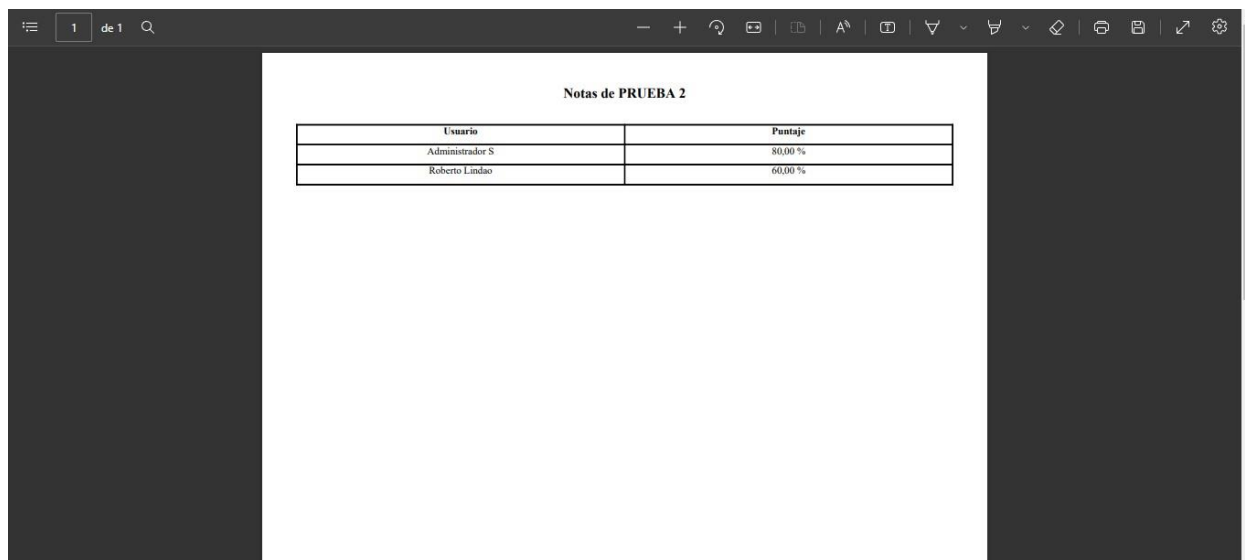 1 de 1
Notas de PRUEBA 2
Usuario Puntaje
Administrador S 80,00 %
Roberto Lindao 60,00 %